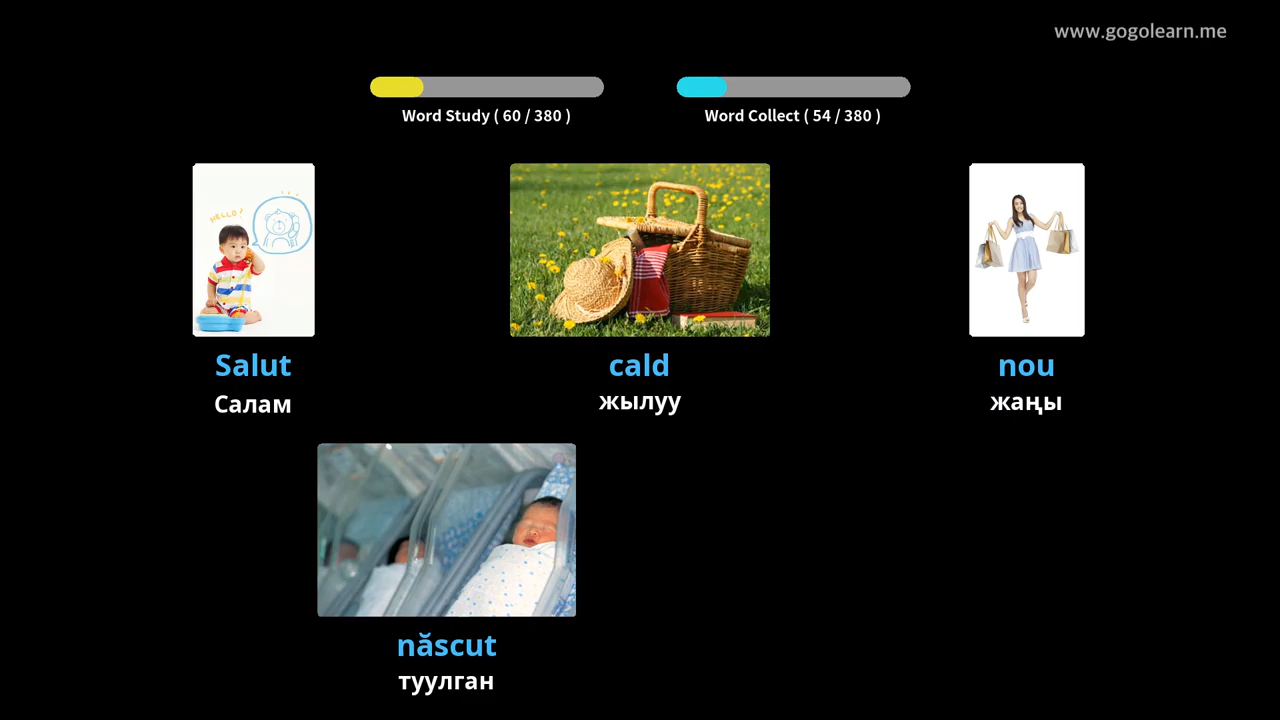 www.gogolearn.me
Word Study ( 60 / 380 )
Word Collect ( 54 / 380 )
HELLO?
Salut
Салам
cald
жылуу
nou
жаңы
născut
туулган